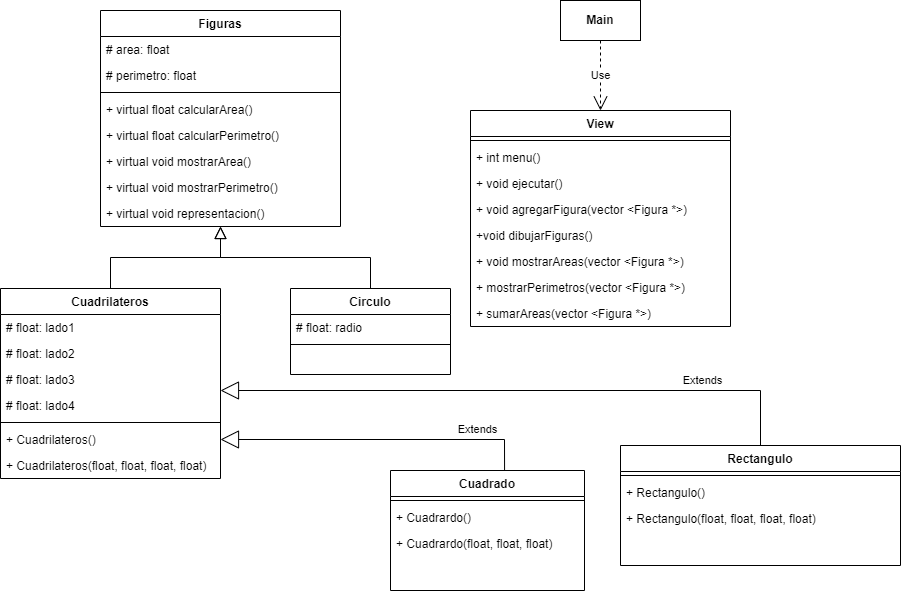 Figuras
# area: float
# perimetro: float
+ virtual float calcularArea()
+ virtual float calcularPerimetro()
+ virtual void mostrarArea()
+ virtual void mostrarPerimetro()
+ virtual void representacion()
Main
Use
View
+ int menu()
+ void ejecutar()
+ void agregarFigura(vector <Figura *>)
+void dibujarFiguras()
+ void mostrarAreas(vector <Figura *>)
+ mostrarPerimetros(vector <Figura *>)
+ sumarAreas(vector <Figura *>)
Cuadrilateros
# float: lado1
# float: lado2
# float: lado3
# float: lado4
+ Cuadrilateros()
+ Cuadrilateros(float, float, float, float)
Circulo
# float: radio
Extends
Extends
Cuadrado
+ Cuadrardo()
+ Cuadrardo(float, float, float)
Rectangulo
+ Rectangulo()
+ Rectangulo(float, float, float, float)